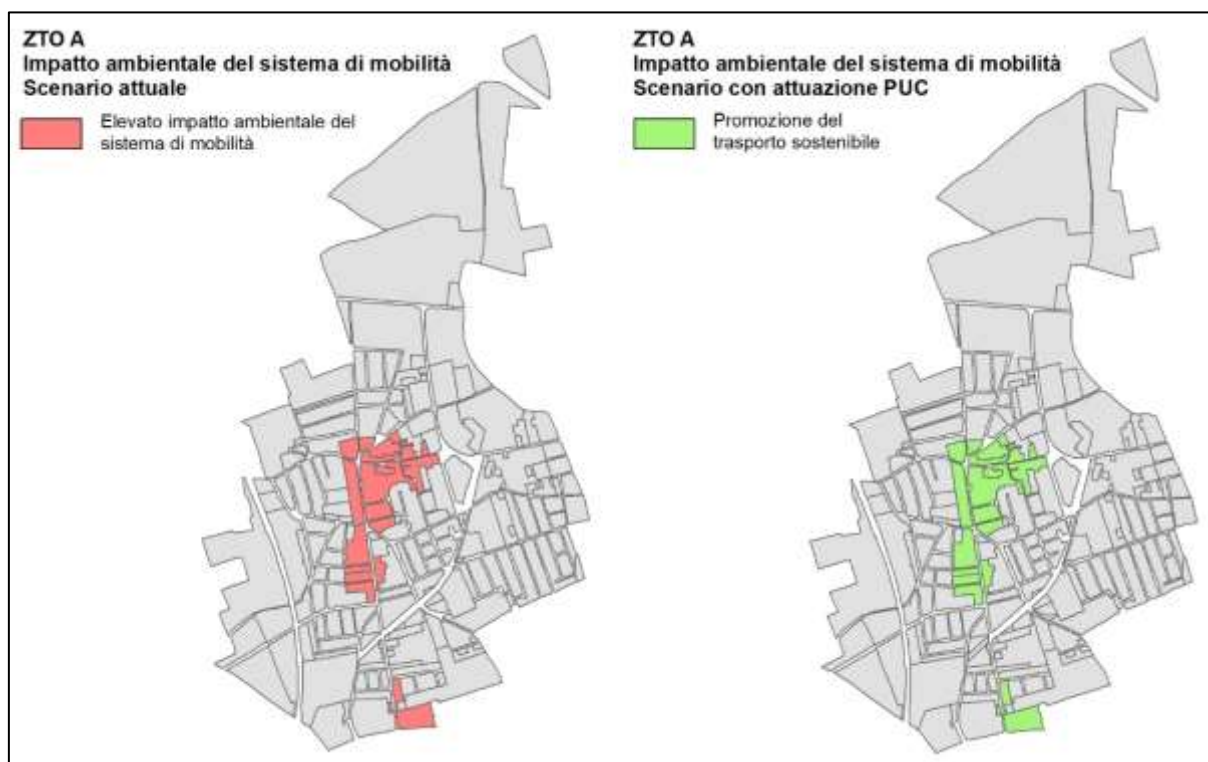 ZTO A
Impatto ambientale del sistema di mobilità
Scenario attuale
Elevato impatto ambientale del
sistema di mobilità
ZTO A
Impatto ambientale del sistema di mobilità
Scenario con attuazione PUC
Promozione del
trasporto sostenibile